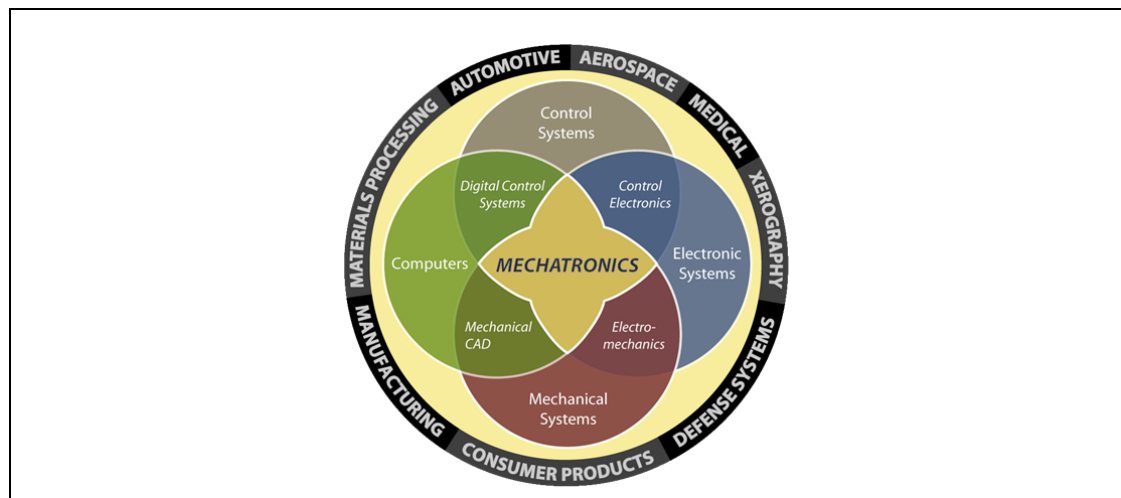 AUTOMOTIVE
AEROSPACE
MEDICAL
XEROGRAPHY
DEFENSE SYSTEMS
CONSUMER PRODUCTS
MANUFACTURING
MATERIALS PROCESSING
Control
Systems
Digital Control
Systems
Control
Electronics
Computers
MECHATRONICS
Electronic
Systems
Mechanical
CAD
Electro-
mechanics
Mechanical
Systems